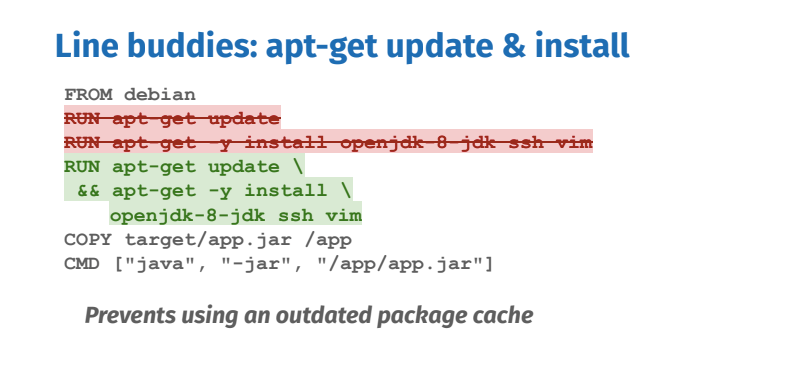 Line buddies: apt-get update & install
FROM debian
RUN apt-get update
RUN apt-get -y install openjdk-8-jdk ssh vim
RUN apt-get update \
 && apt-get -y install \
    openjdk-8-jdk ssh vim
COPY target/app.jar /app
CMD ["java", "-jar", "/app/app.jar"]
Prevents using an outdated package cache